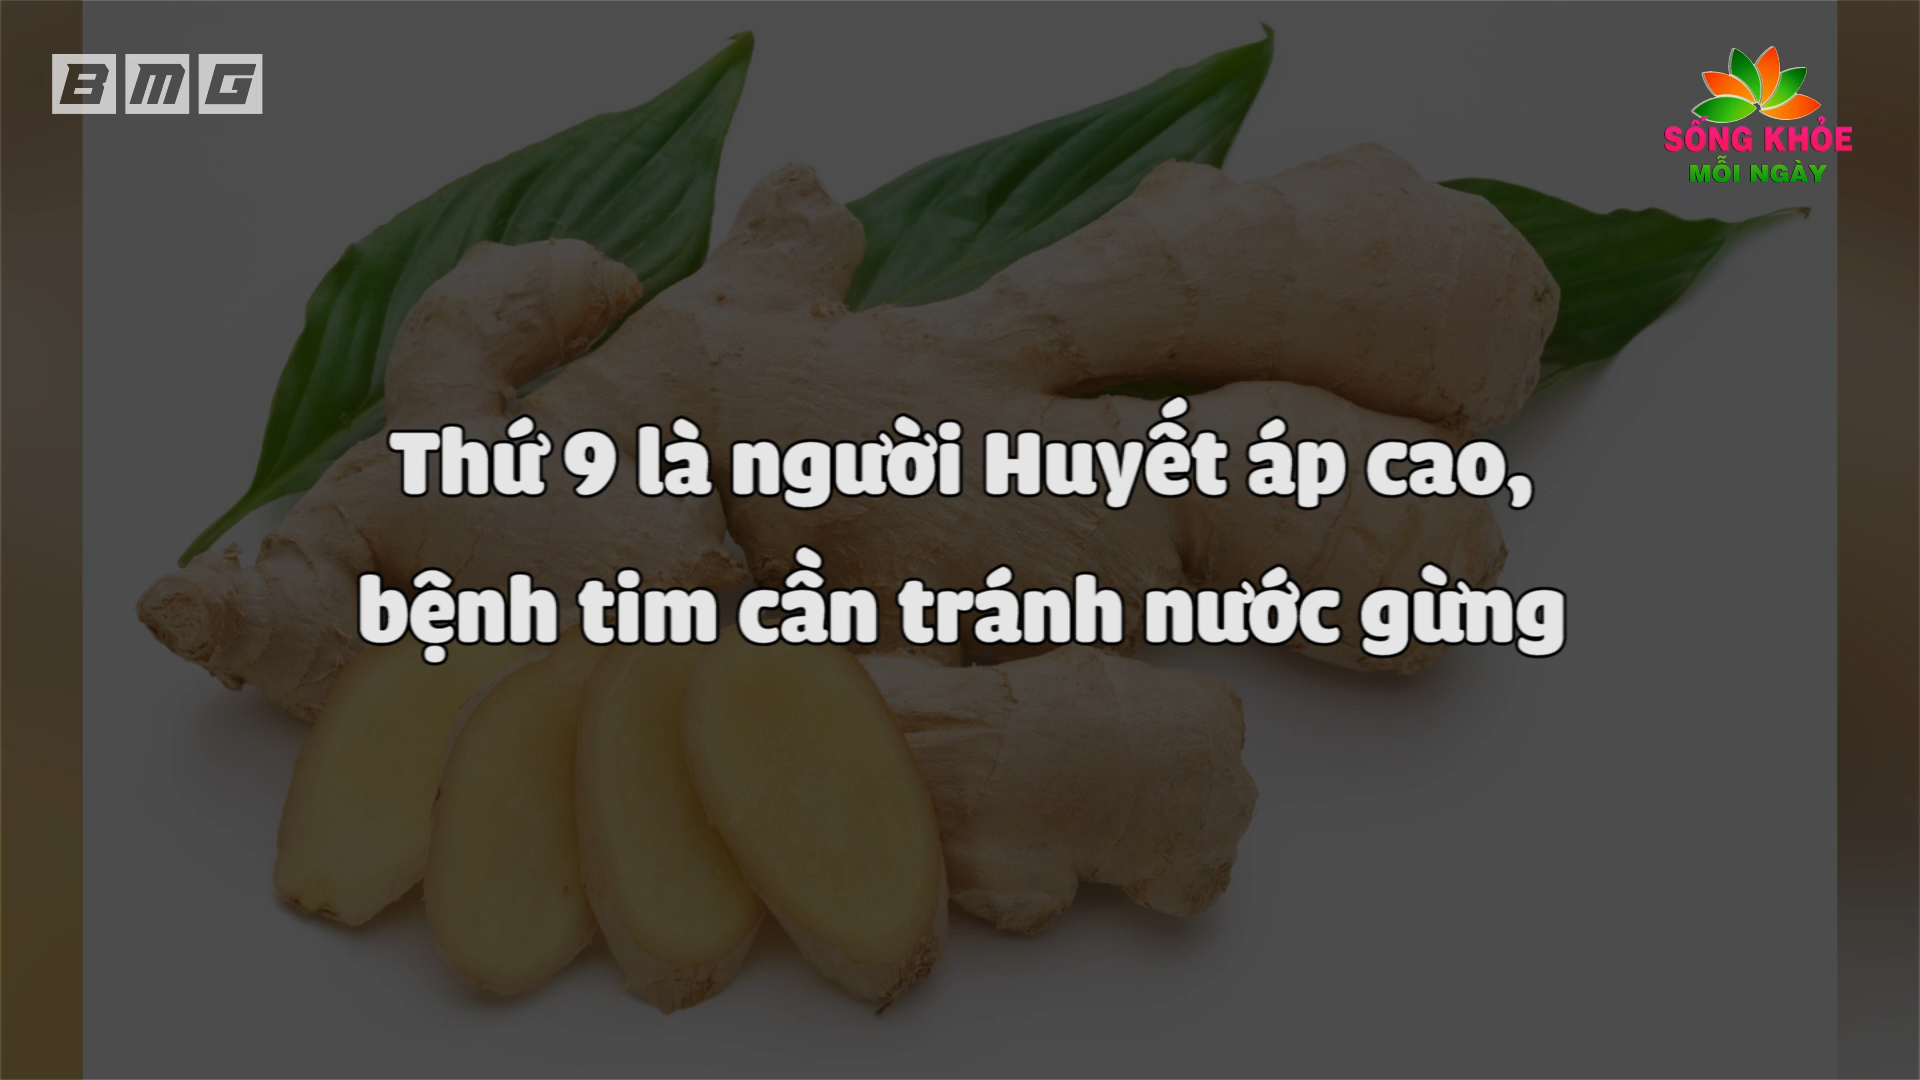 BMG
SỐNG KHỎE
MỖI NGÀY
Thứ 9 là người Huyết áp cao,
bệnh tim cần tránh nước gừng